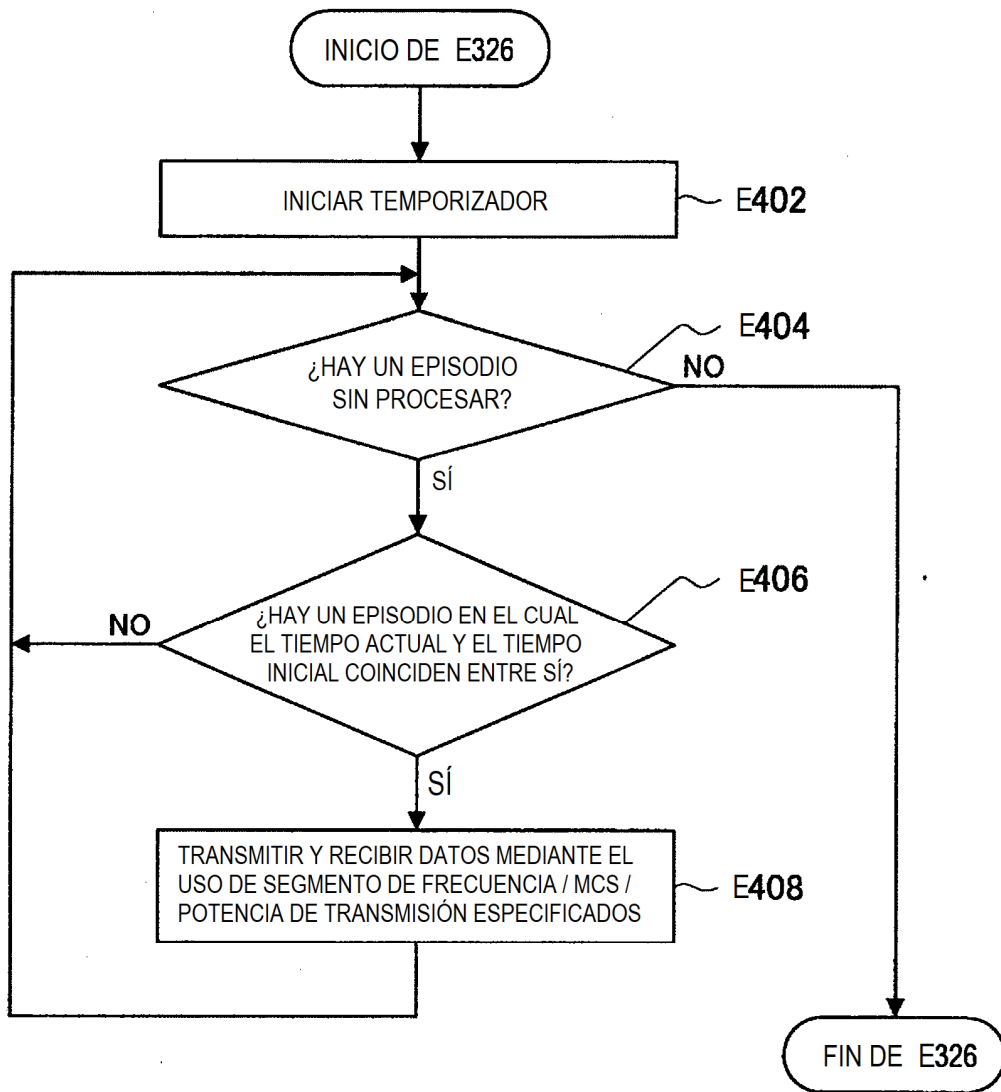 INICIO DE E326
INICIAR TEMPORIZADOR
E402
E404
¿HAY UN EPISODIO
SIN PROCESAR?
NO
SÍ
E406
¿HAY UN EPISODIO EN EL CUAL
EL TIEMPO ACTUAL Y EL TIEMPO
INICIAL COINCIDEN ENTRE SÍ?
NO
SÍ
TRANSMITIR Y RECIBIR DATOS MEDIANTE EL
USO DE SEGMENTO DE FRECUENCIA / MCS /
POTENCIA DE TRANSMISIÓN ESPECIFICADOS
E408
FIN DE E326